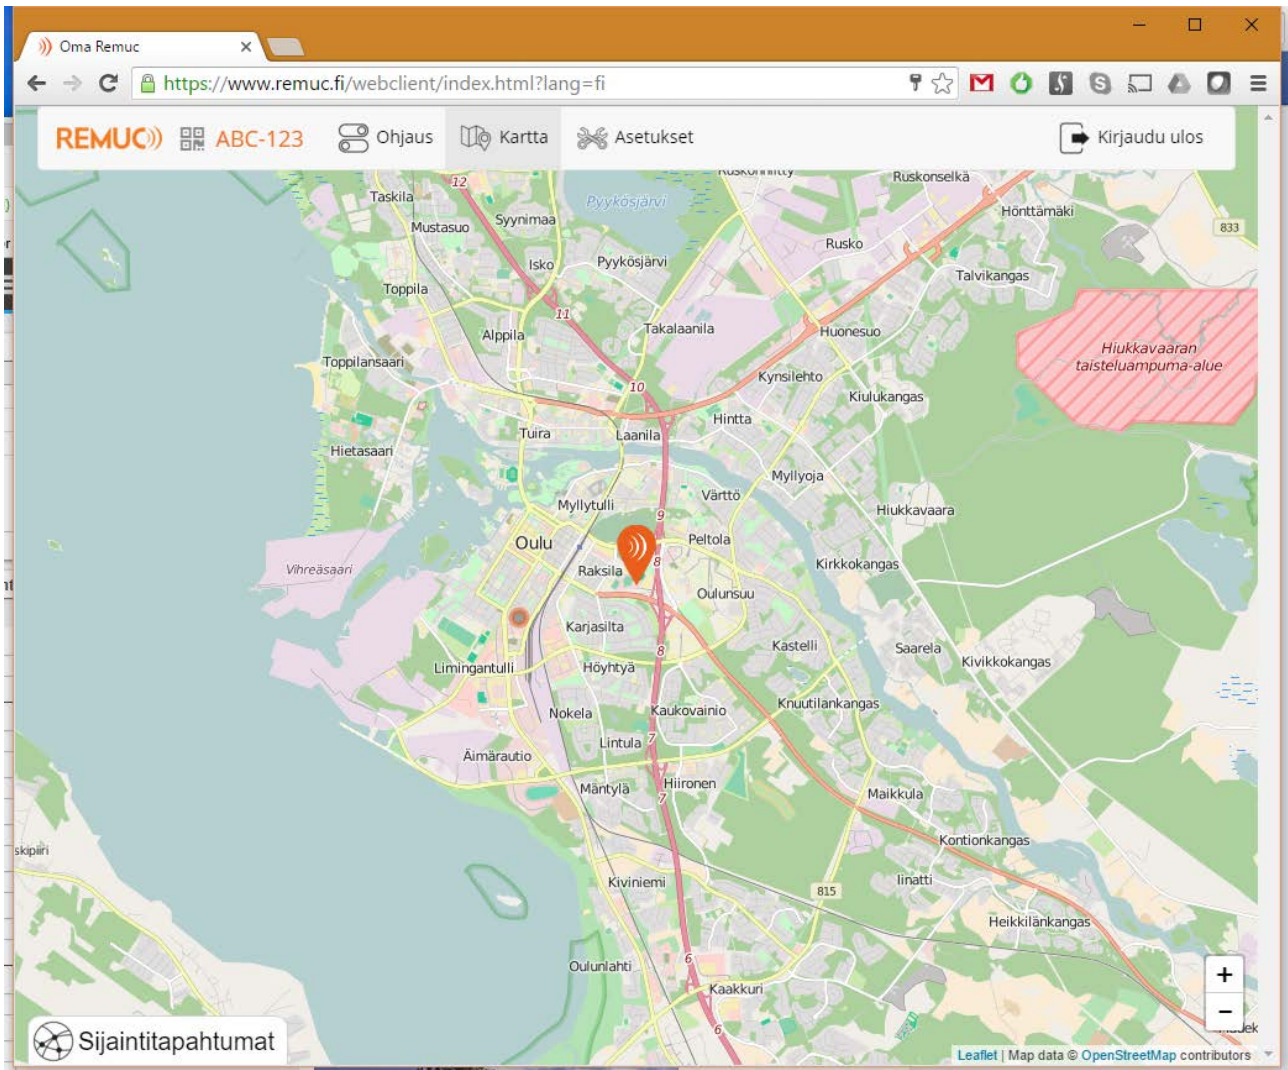 Oma Remuc
https://www.remuc.fi/webclient/index.html?lang=fi
REMUC ABC-123 Ohjaus Kartta Asetukset Kirjaudu ulos
Ruskonselkä
12
Taskila
Pyykösjärvi
Hönttämäki
Syynimaa
Mustasuo
833
Rusko
Isko
Pyykösjärvi
Talvikangas
Toppila
11
Takalaanila
Huonesuo
Alppila
Hiukkavaaran
taisteluampuma-alue
Toppilansaari
Kynsilehto
10
Kiulukangas
Hintta
Tuira
Laanila
Hietasaari
Myllyoja
Värttö
Myllytulli
Hiukkavaara
9
Oulu
Peltola
8
Kirkkokangas
Vihreäsaari
Raksila
Oulunsuu
Karjasilta
Kastelli
Saarela
8
Kivikkokangas
Limingantulli
Höyhtyä
Knuutilankangas
Nokela
Kaukovainio
Lintula
7
Äimärautio
Hiironen
Mäntylä
Maikkula
7
Kontionkangas
skipiiri
Iinatti
Kiviniemi
815
Heikkilänkangas
6
Oulunlahti
Kaakkuri
+
6
−
Sijaintitapahtumat
Leaflet | Map data © OpenStreetMap contributors